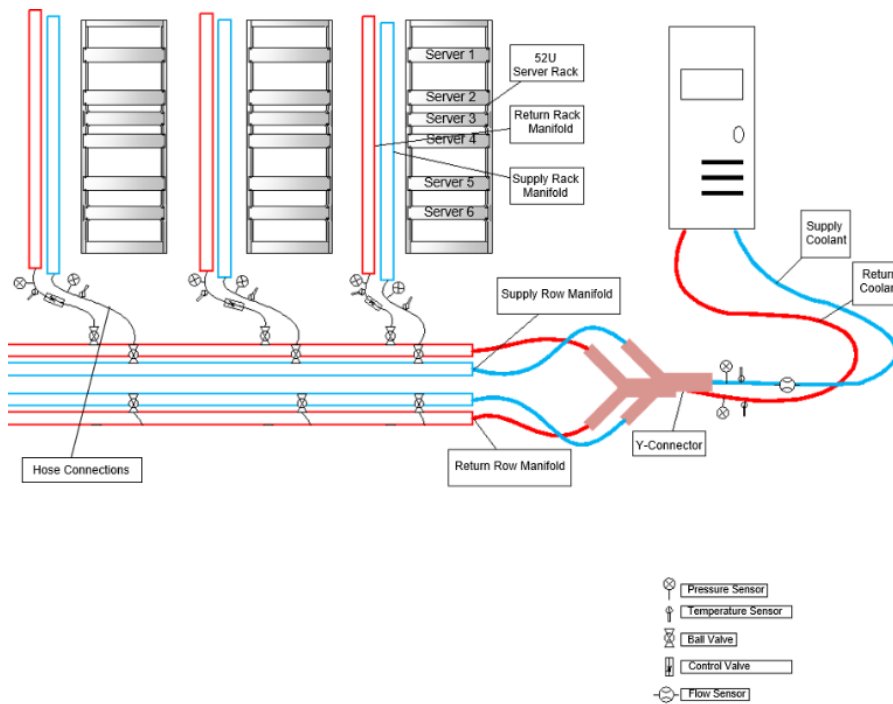 Server 1
Server 2
Server 3
Server 4
Server 5
Server 6
52U
Server Rack
Return Rack
Manifold
Supply Rack
Manifold
Supply
Coolant
Return
Coolant
Supply Row Manifold
Y-Connector
Return Row Manifold
Hose Connections
Pressure Sensor
Temperature Sensor
Ball Valve
Control Valve
Flow Sensor